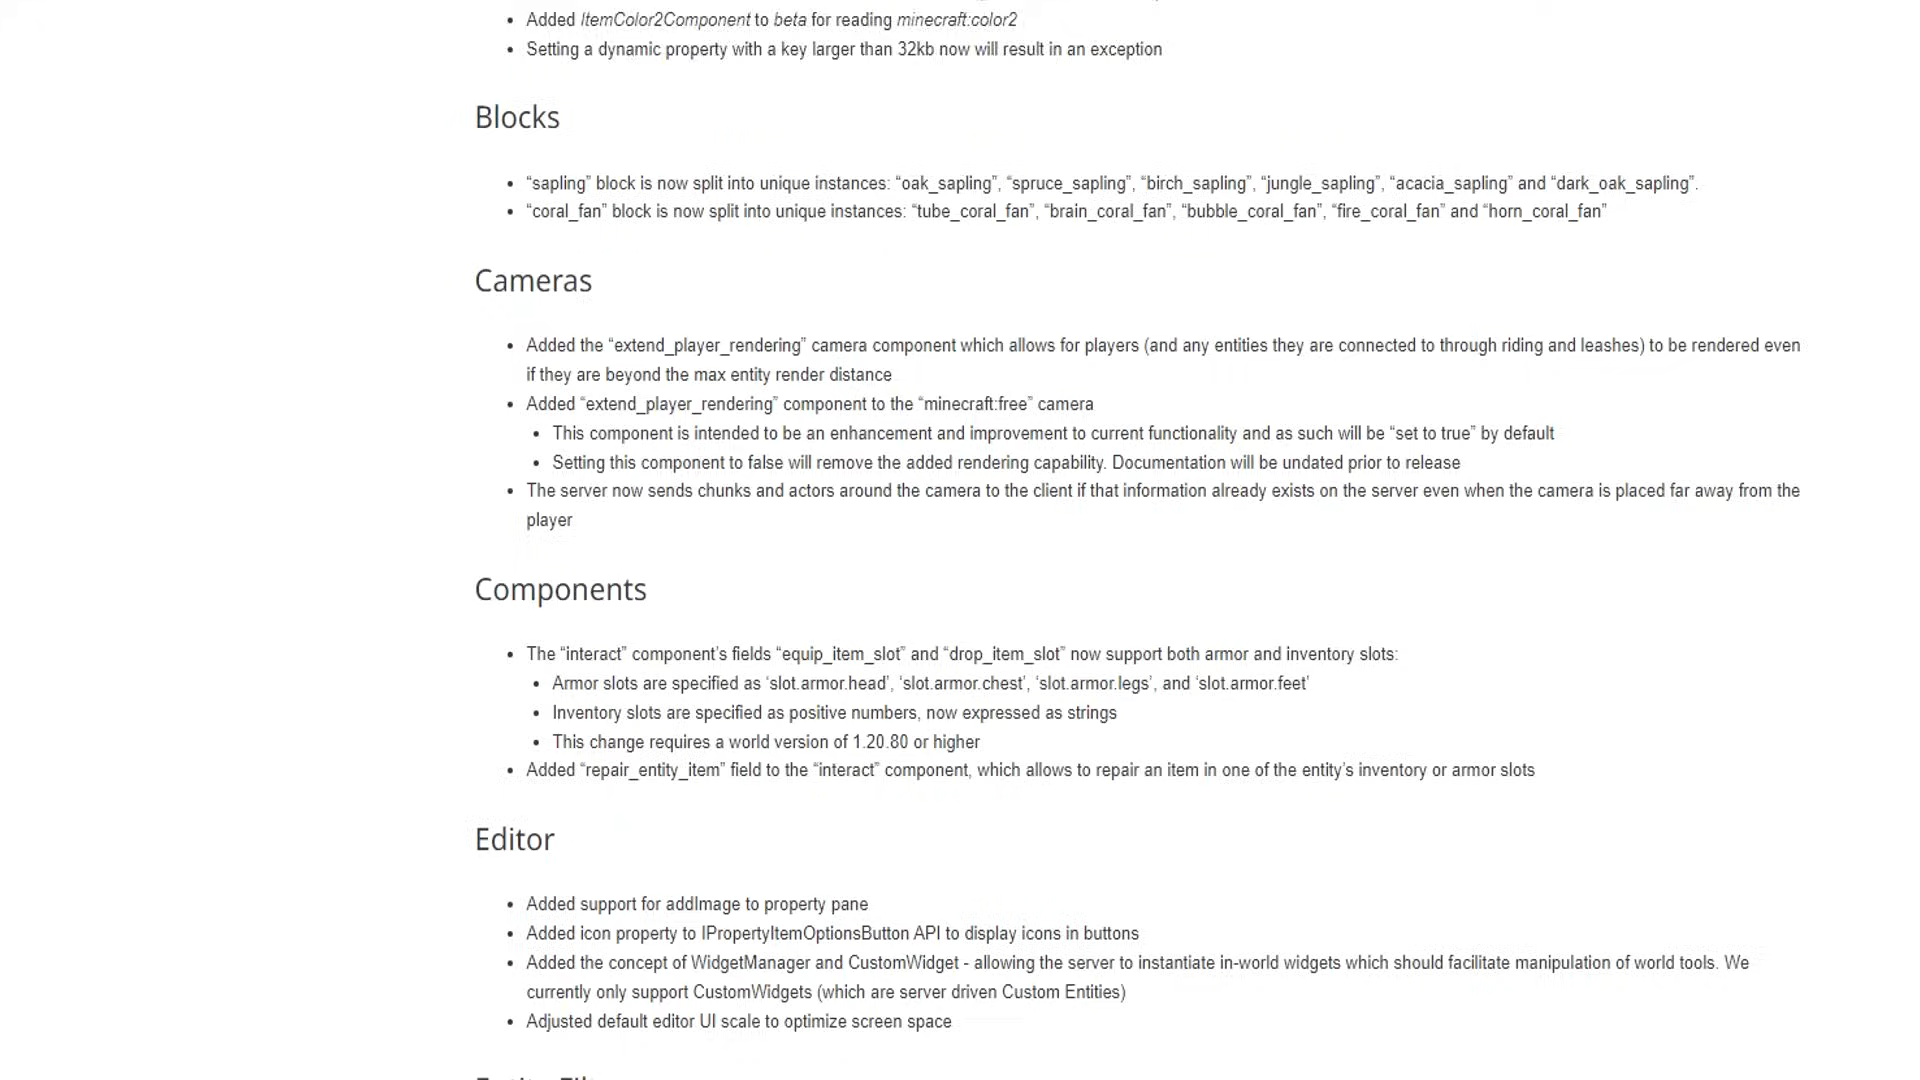 Added ItemColor2Component to beta for reading minecraft:color2
Setting a dynamic property with a key larger than 32kb now will result in an exception
Blocks
“sapling” block is now split into unique instances: “oak_sapling”, “spruce_sapling”, “birch_sapling”, “jungle_sapling”, “acacia_sapling” and “dark_oak_sapling”.
“coral_fan” block is now split into unique instances: “tube_coral_fan”, “brain_coral_fan”, “bubble_coral_fan”, “fire_coral_fan” and “horn_coral_fan”
Cameras
Added the “extend_player_rendering” camera component which allows for players (and any entities they are connected to through riding and leashes) to be rendered even
if they are beyond the max entity render distance
Added “extend_player_rendering” component to the “minecraft:free” camera
This component is intended to be an enhancement and improvement to current functionality and as such will be “set to true” by default
Setting this component to false will remove the added rendering capability. Documentation will be undated prior to release
The server now sends chunks and actors around the camera to the client if that information already exists on the server even when the camera is placed far away from the
player
Components
The “interact” component’s fields “equip_item_slot” and “drop_item_slot” now support both armor and inventory slots:
Armor slots are specified as ‘slot.armor.head’, ‘slot.armor.chest’, ‘slot.armor.legs’, and ‘slot.armor.feet’
Inventory slots are specified as positive numbers, now expressed as strings
This change requires a world version of 1.20.80 or higher
Added “repair_entity_item” field to the “interact” component, which allows to repair an item in one of the entity’s inventory or armor slots
Editor
Added support for addImage to property pane
Added icon property to IPropertyItemOptionsButton API to display icons in buttons
Added the concept of WidgetManager and CustomWidget - allowing the server to instantiate in-world widgets which should facilitate manipulation of world tools. We
currently only support CustomWidgets (which are server driven Custom Entities)
Adjusted default editor UI scale to optimize screen space